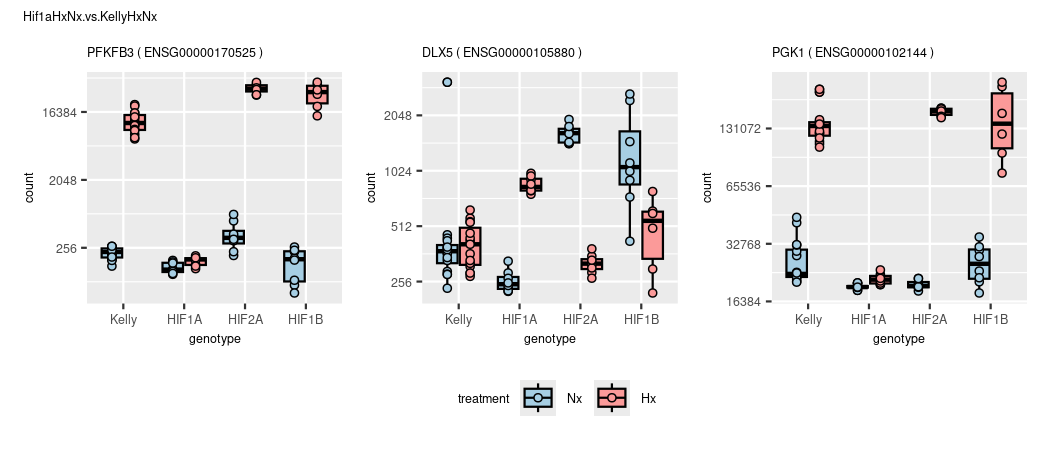 Hif1aHxNx.vs.KellyHxNx
PFKFB3 ( ENSG00000170525 )
count
16384
2048
256
Kelly HIF1A HIF2A HIF1B
genotype
DLX5 ( ENSG00000105880 )
count
2048
1024
512
256
Kelly HIF1A HIF2A HIF1B
genotype
PGK1 ( ENSG00000102144 )
count
131072
65536
32768
16384
Kelly HIF1A HIF2A HIF1B
genotype
treatment Nx Hx